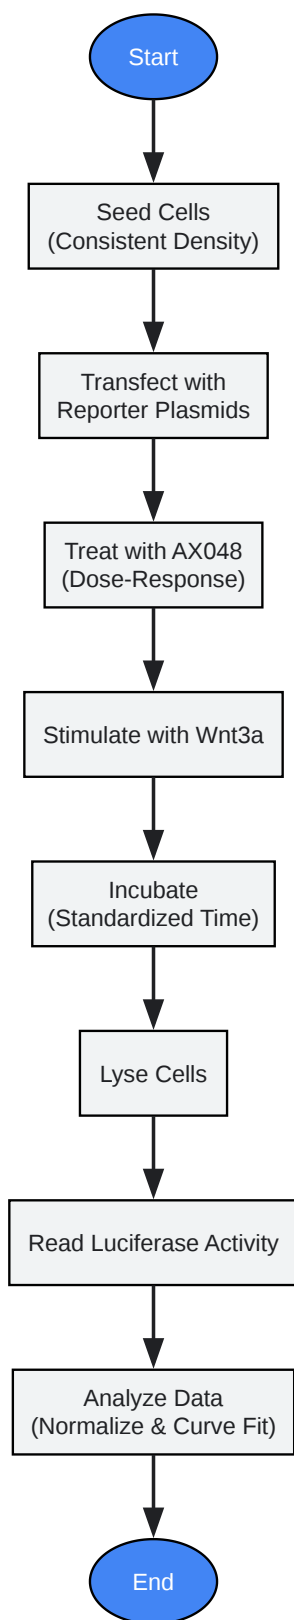 Start
Seed Cells
(Consistent Density)
Transfect with
Reporter Plasmids
Treat with AX048
(Dose-Response)
Stimulate with Wnt3a
Incubate
(Standardized Time)
Lyse Cells
Read Luciferase Activity
Analyze Data
(Normalize & Curve Fit)
End